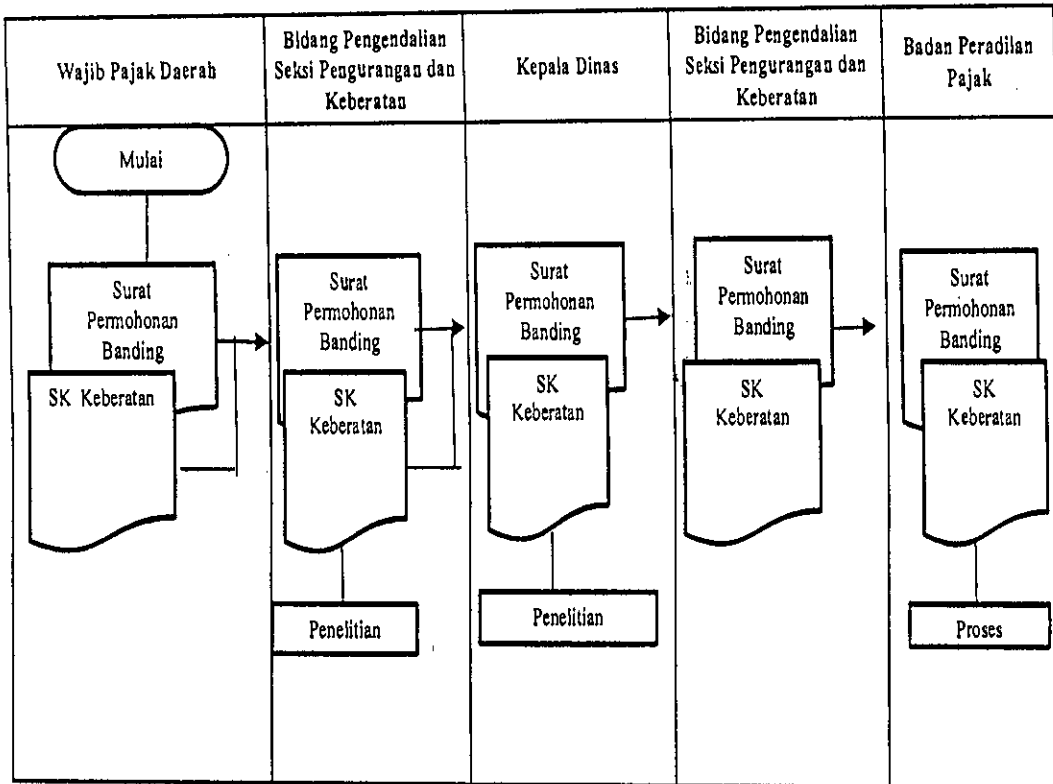 Wajib Pajak Daerah
Bidang Pengendalian
Seksi Pengurangan dan
Keberatan
Kepala Dinas
Bidang Pengendalian
Seksi Pengurangan dan
Keberatan
Badan Peradilan
Pajak
Mulai
Surat
Permohonan
Banding
SK Keberatan
Surat
Permohonan
Banding
SK
Keberatan
Penelitian
Surat
Permohonan
Banding
SK
Keberatan
Penelitian
Surat
Permohonan
Banding
SK
Keberatan
Surat
Permohonan
Banding
SK
Keberatan
Proses